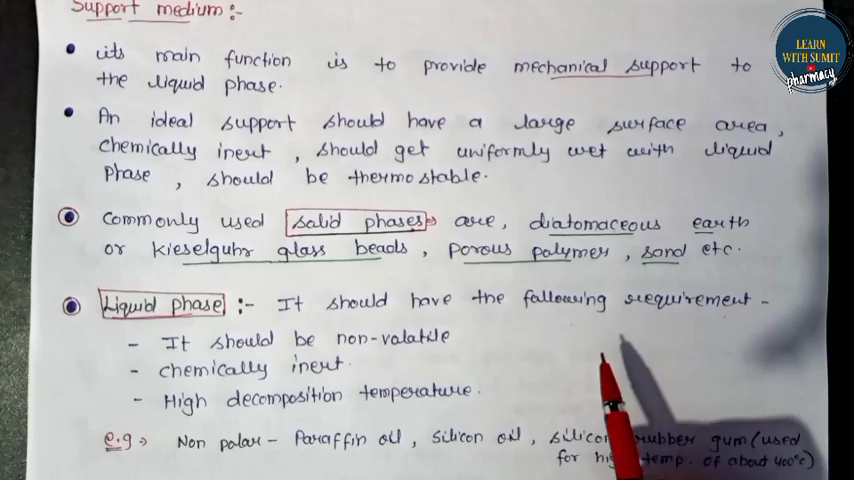 Support medium :-
LEARN
WITH SUMIT
pharmacy
• its main function is to provide mechanical support to
the liquid phase.
• An ideal support should have a large surface area,
chemically inert, should get uniformly wet with liquid
Phase, should be thermostable.
• Commonly used solid phases are, diatomaceous earth
or Kieselguhr glass beads, porous polymer, sand etc.
• Liquid phase :- It should have the following requirement -
- It should be non-volatile
- chemically inert.
- High decomposition temperature.
e.g → Non polar - Paraffin oil, silicon oil, silicon rubber gum (used
for temp. of about 400°C)